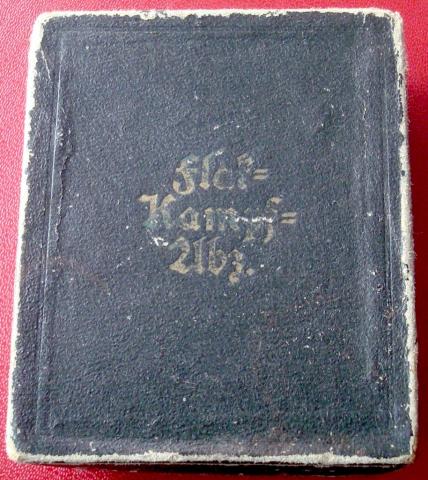 Flak=
Kampf=
Abz.